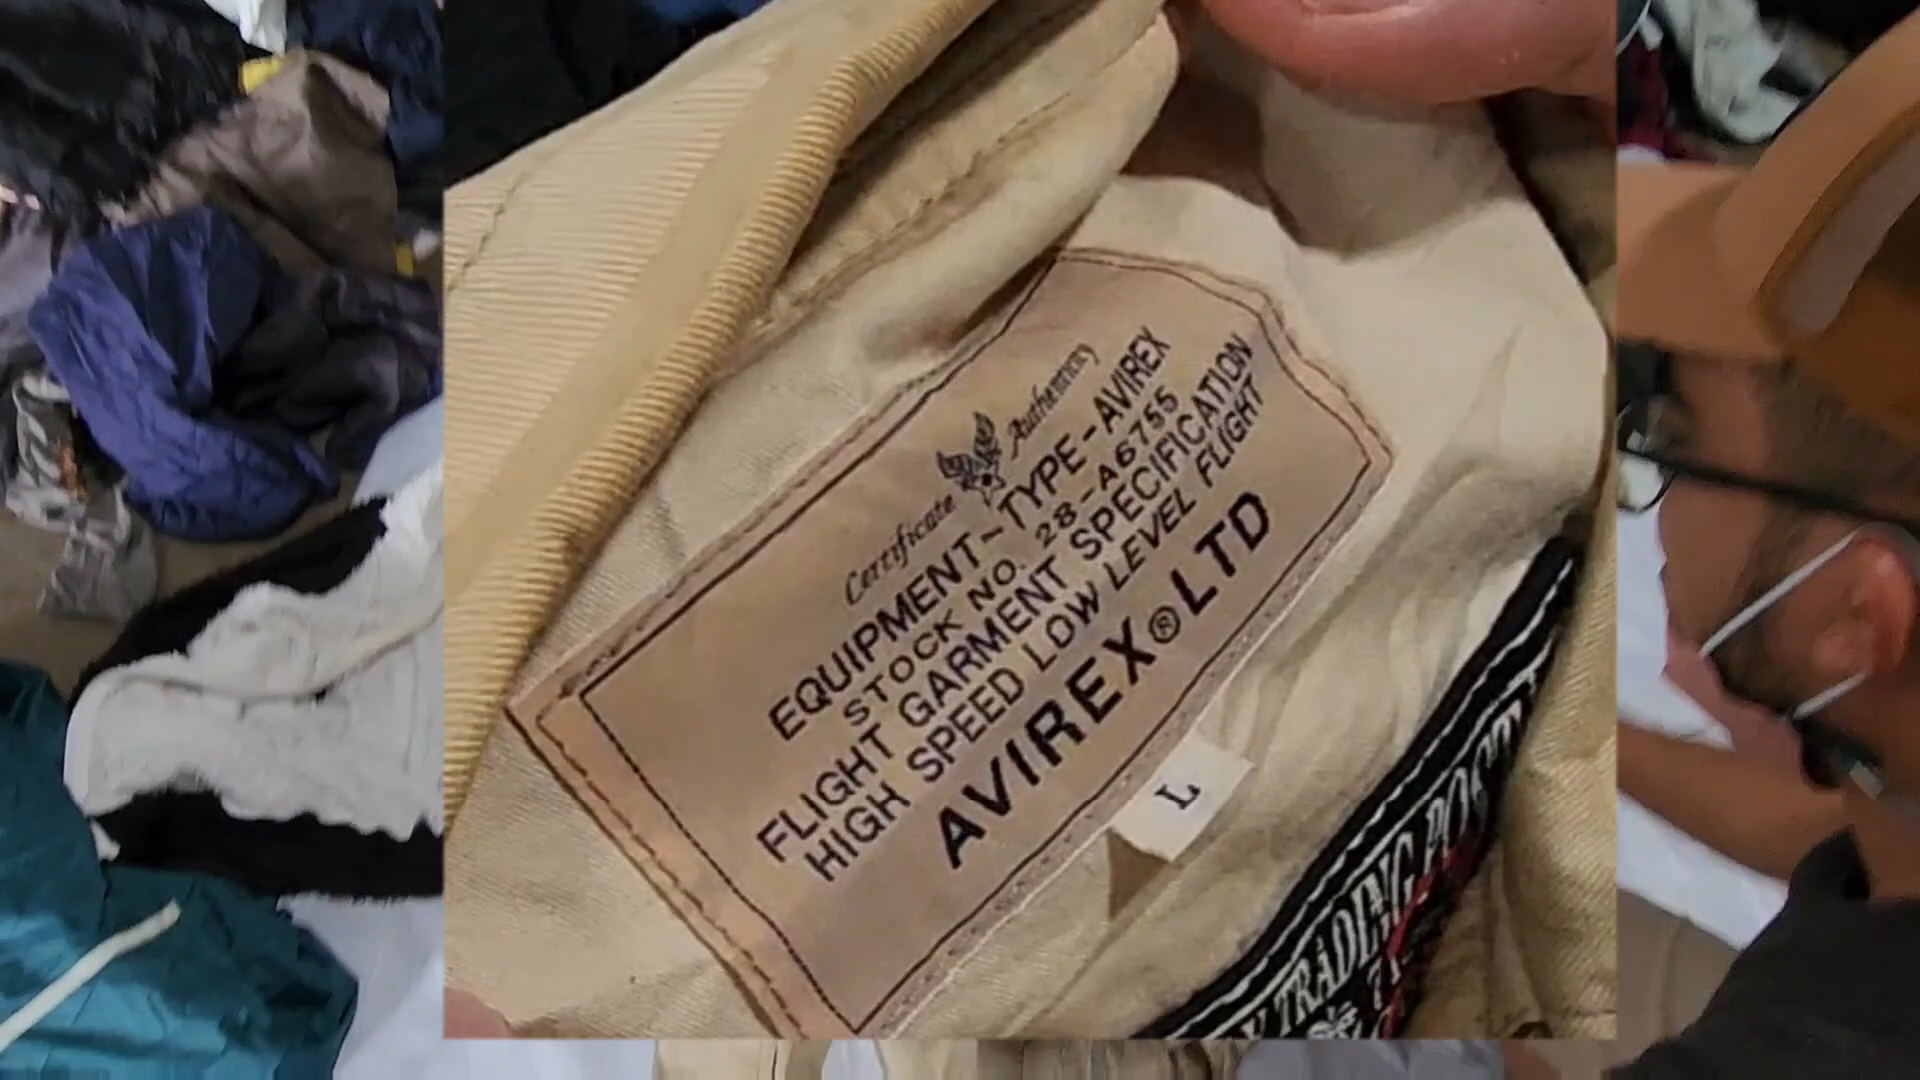 Certificate Authenticity
EQUIPMENT-TYPE-AVIREX
STOCK NO. 28-A6755
FLIGHT GARMENT SPECIFICATION
HIGH SPEED LOW LEVEL FLIGHT
AVIREX® LTD
L
TRADING POST